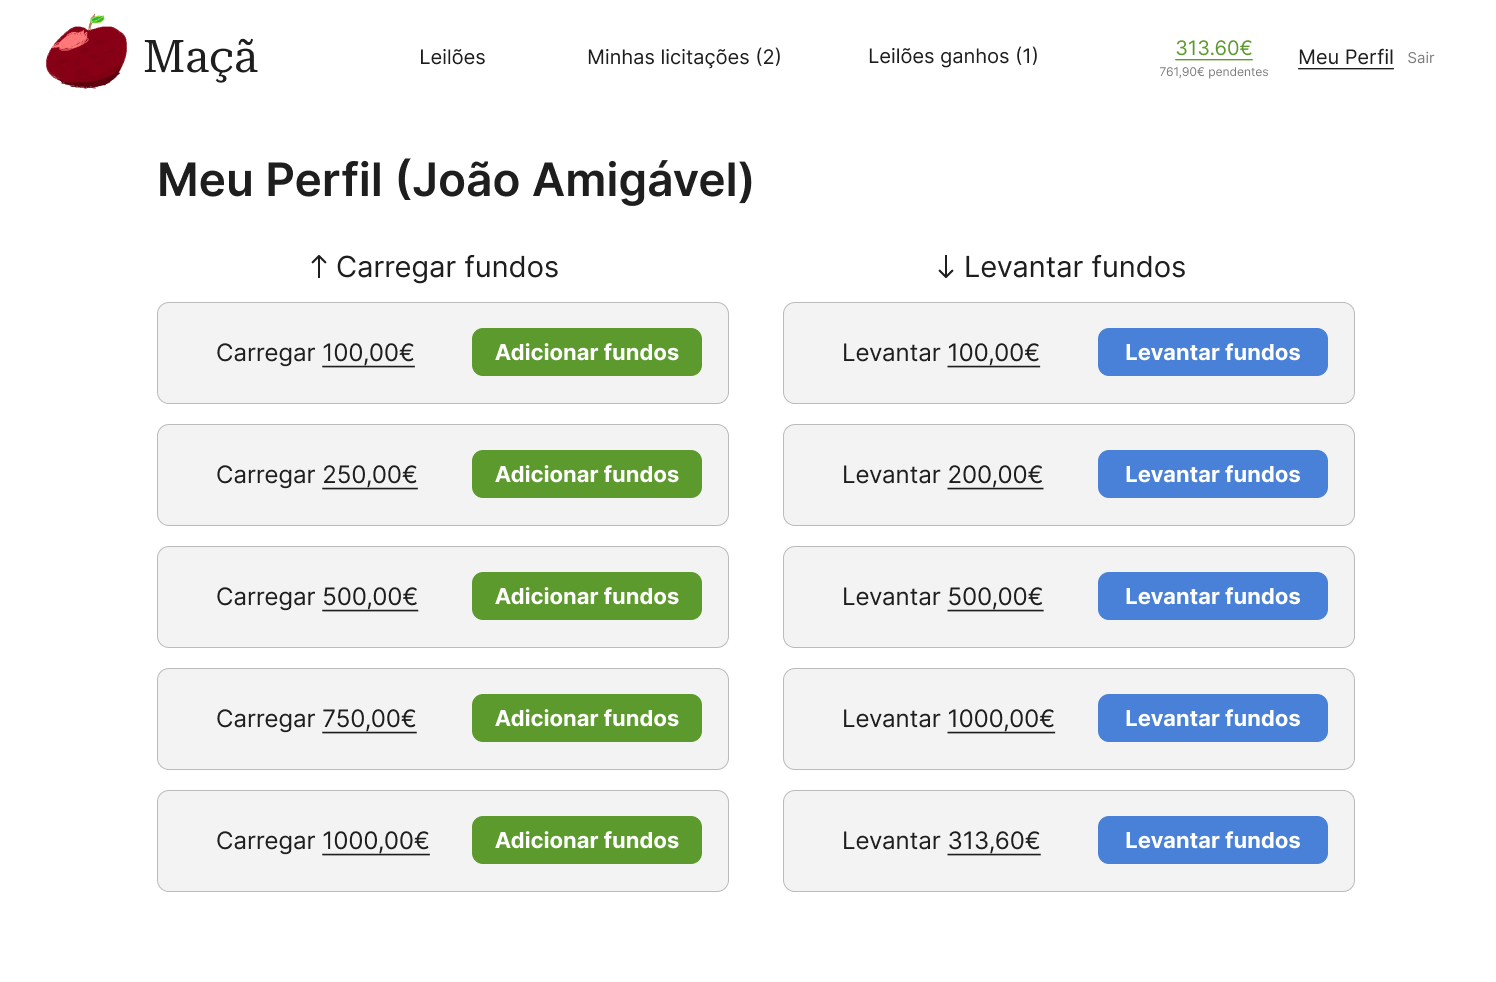 Maçã
Leilões
Minhas licitações (2)
Leilões ganhos (1)
313.60€
761,90€ pendentes
Meu Perfil
Sair
Meu Perfil (João Amigável)
↑ Carregar fundos
Carregar 100,00€ Adicionar fundos
Carregar 250,00€ Adicionar fundos
Carregar 500,00€ Adicionar fundos
Carregar 750,00€ Adicionar fundos
Carregar 1000,00€ Adicionar fundos
↓ Levantar fundos
Levantar 100,00€ Levantar fundos
Levantar 200,00€ Levantar fundos
Levantar 500,00€ Levantar fundos
Levantar 1000,00€ Levantar fundos
Levantar 313,60€ Levantar fundos